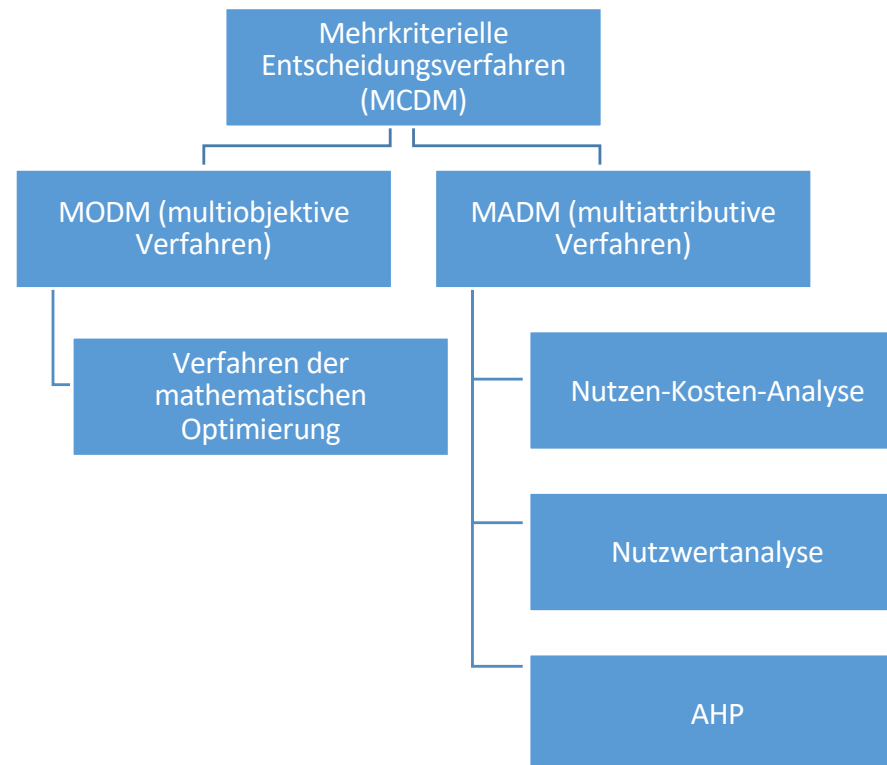 Mehrkriterielle
Entscheidungsverfahren
(MCDM)
MODM (multiobjektive
Verfahren)
MADM (multiattributive
Verfahren)
Verfahren der
mathematischen
Optimierung
Nutzen-Kosten-Analyse
Nutzwertanalyse
AHP